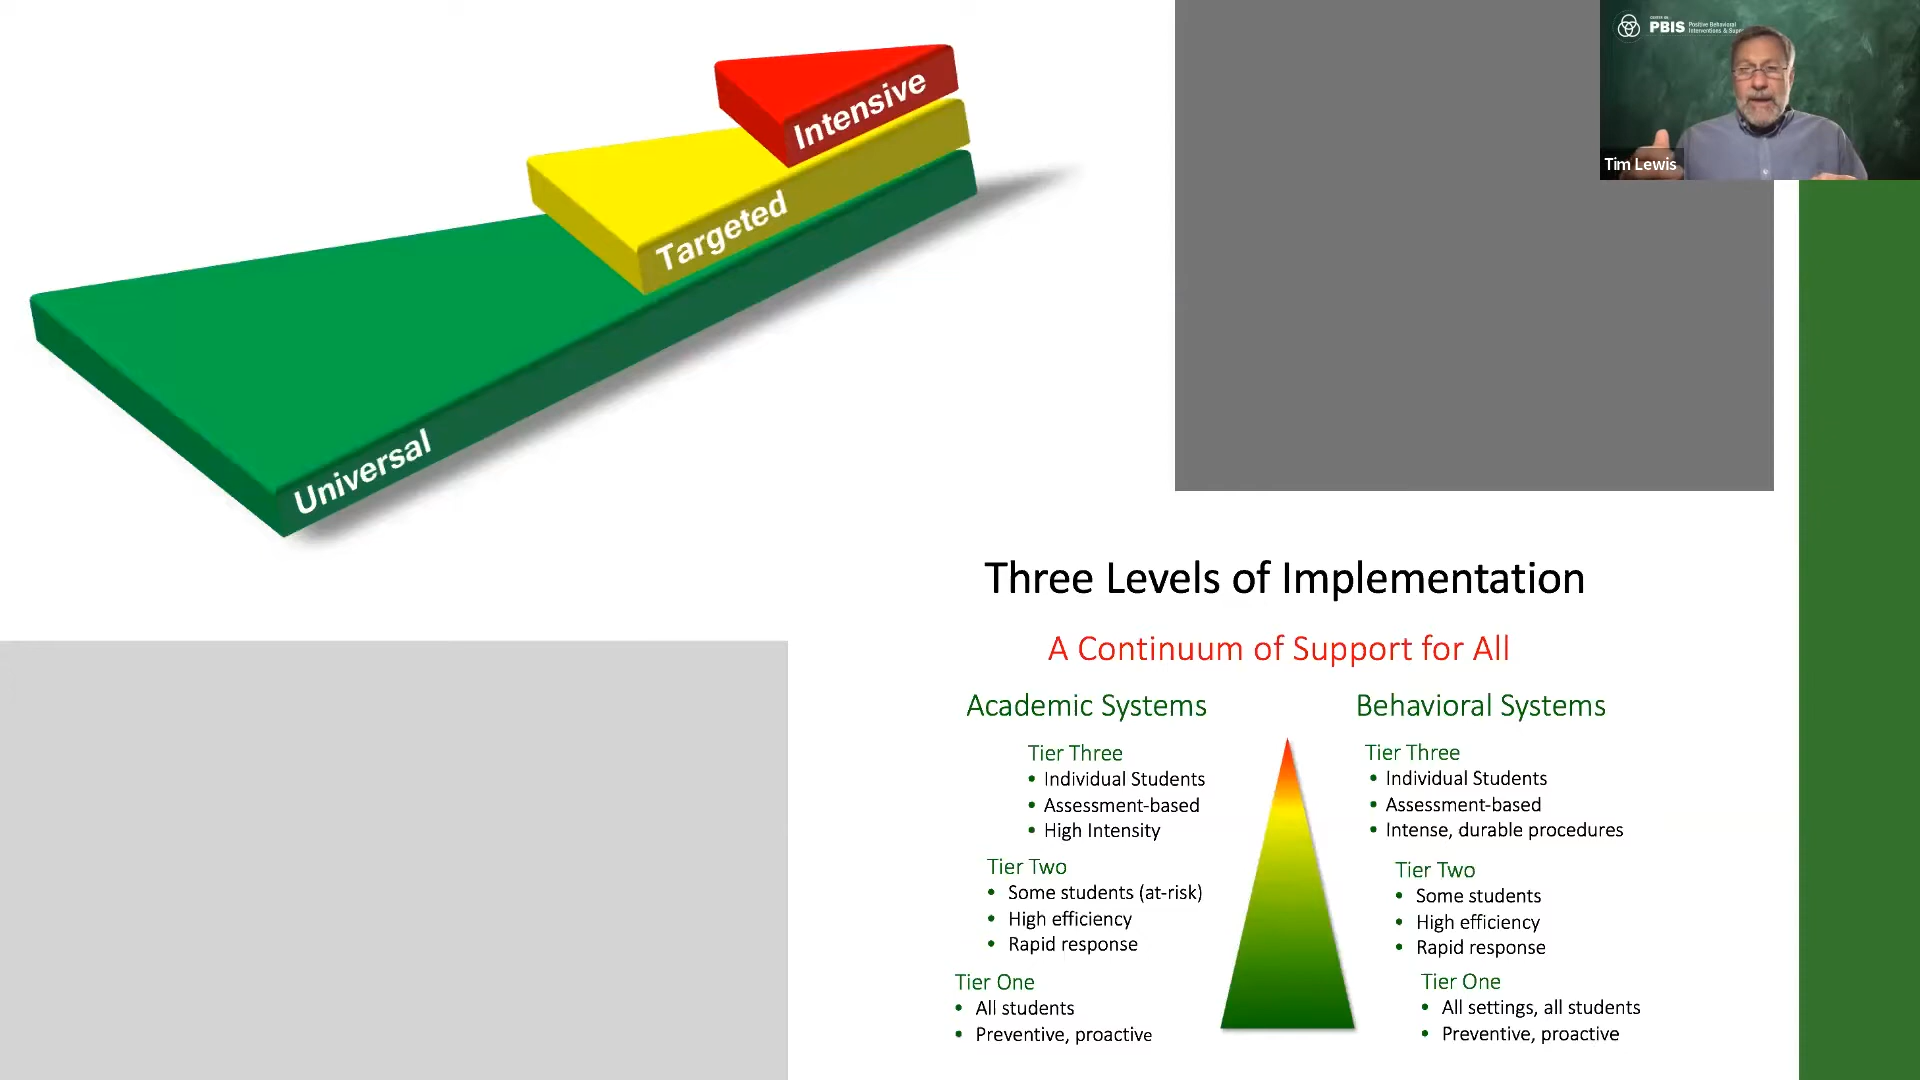 Intensive
Targeted
Universal
CENTER ON
PBIS
Positive Behavioral
Interventions &
Tim Lewis
Three Levels of Implementation
A Continuum of Support for All
Academic Systems
Tier Three
• Individual Students
• Assessment-based
• High Intensity
Tier Two
• Some students (at-risk)
• High efficiency
• Rapid response
Tier One
• All students
• Preventive, proactive
Behavioral Systems
Tier Three
• Individual Students
• Assessment-based
• Intense, durable procedures
Tier Two
• Some students
• High efficiency
• Rapid response
Tier One
• All settings, all students
• Preventive, proactive